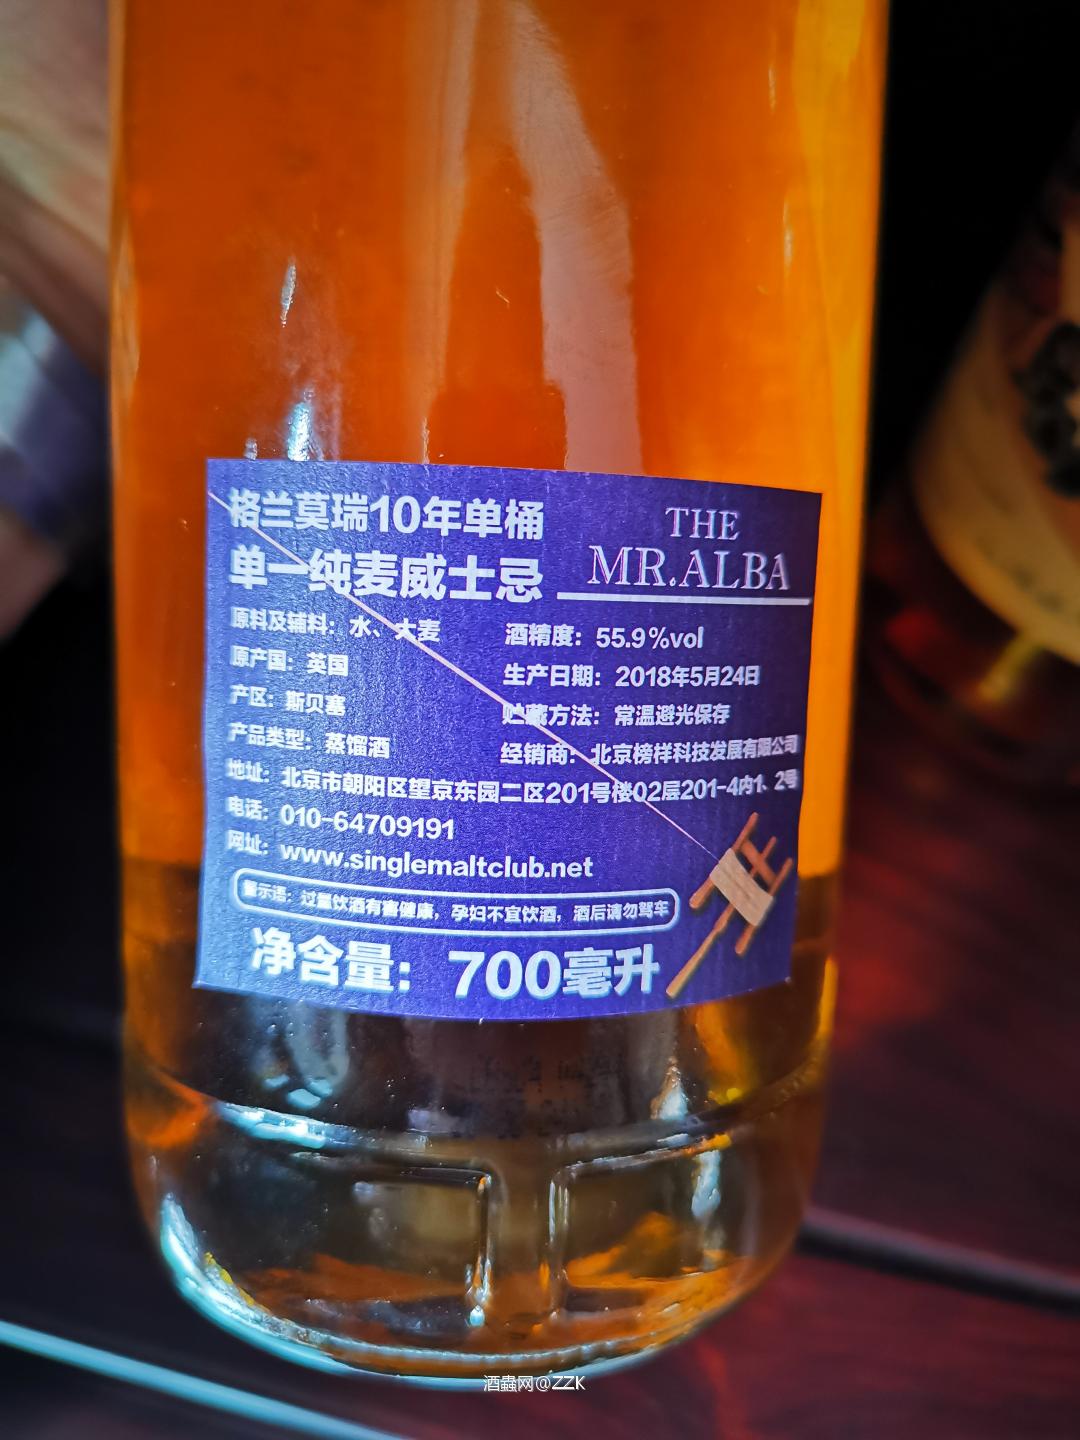 格兰莫瑞10年单桶
单一纯麦威士忌
THE
MR.ALBA
原料及辅料：水、大麦
原产国：英国
产区：斯贝塞
产品类型：蒸馏酒
酒精度：55.9%vol
生产日期：2018年5月24日
贮藏方法：常温避光保存
经销商：北京榜样科技发展有限公司
地址：北京市朝阳区望京东园二区201号楼02层201-4内1、2号
电话：010-64709191
网址：www.singlemaltclub.net
警示语：过量饮酒有害健康，孕妇不宜饮酒，酒后请勿驾车
净含量：700毫升
酒蟲网@ZZK